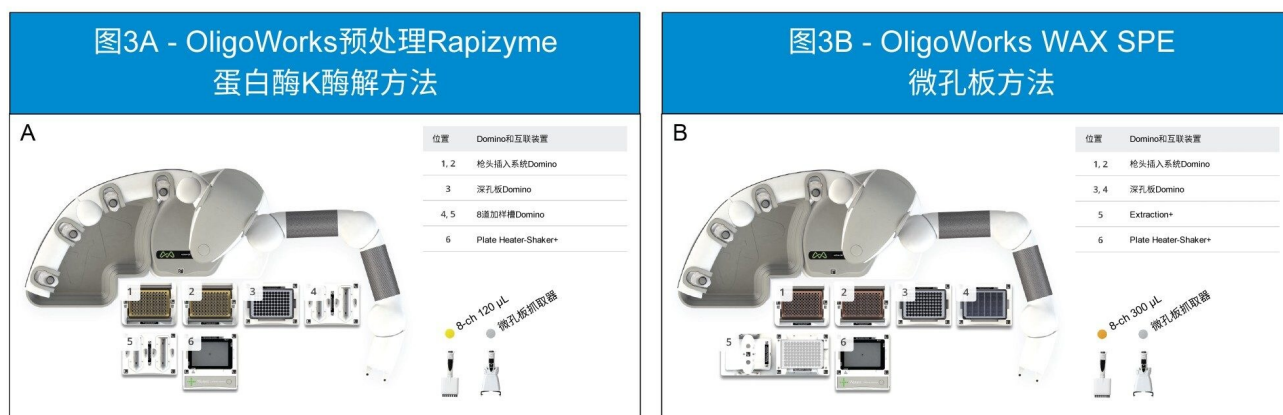 图3A - OligoWorks预处理Rapizyme
蛋白酶K酶解方法
A
位置 Domino和互联装置
1, 2 枪头插入系统Domino
3 深孔板Domino
4, 5 8道加样槽Domino
6 Plate Heater-Shaker+
1
2
3
4
5
6
8-ch 120 µL
微孔板抓取器
图3B - OligoWorks WAX SPE
微孔板方法
B
位置 Domino和互联装置
1, 2 枪头插入系统Domino
3, 4 深孔板Domino
5 Extraction+
6 Plate Heater-Shaker+
1
2
3
4
5
6
8-ch 300 µL
微孔板抓取器